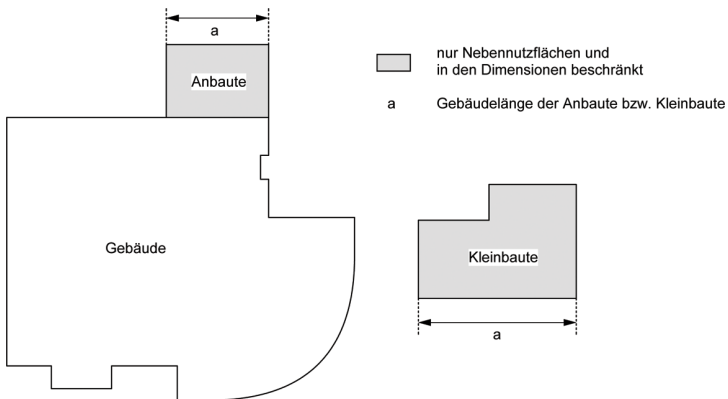 a
Anbaute
nur Nebennutzflächen und
in den Dimensionen beschränkt
a Gebäudelänge der Anbaute bzw. Kleinbaute
Gebäude
Kleinbaute
a